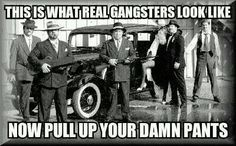 THIS IS WHAT REAL GANGSTERS LOOK LIKE
NOW PULL UP YOUR DAMN PANTS